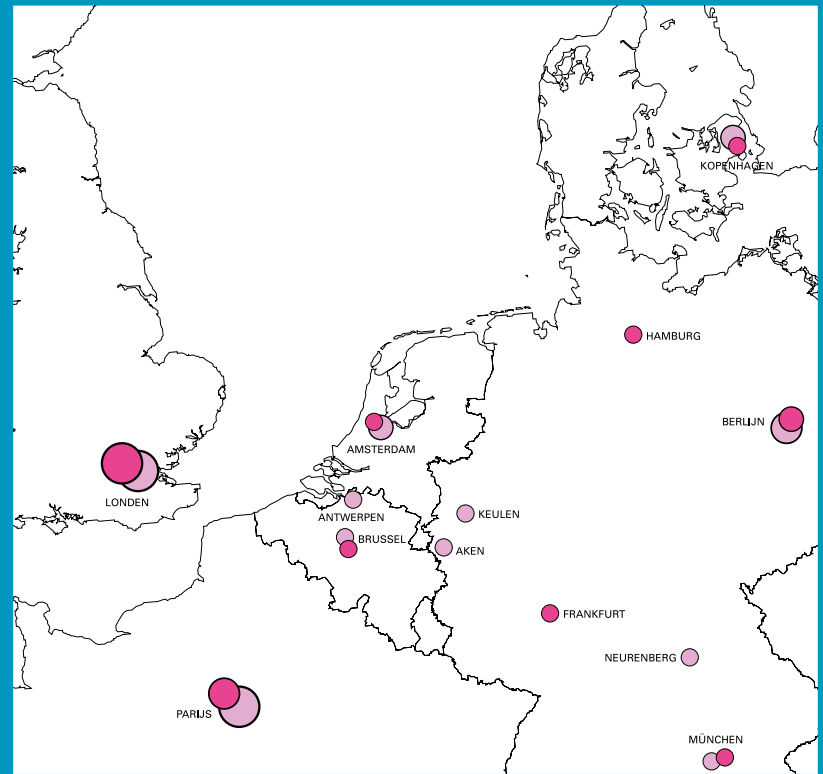 KOPENHAGEN
HAMBURG
BERLIJN
AMSTERDAM
LONDEN
ANTWERPEN
KEULEN
BRUSSEL
AKEN
FRANKFURT
NEURENBERG
PARIJS
MÜNCHEN